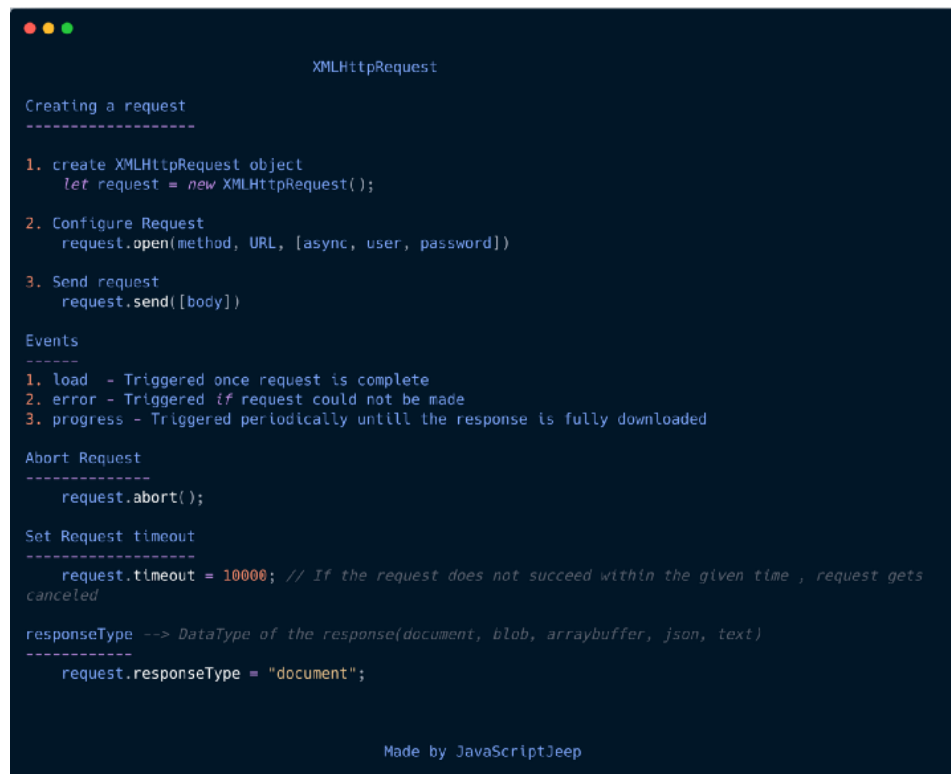 XMLHttpRequest
Creating a request
-------------------
1. create XMLHttpRequest object
let request = new XMLHttpRequest();
2. Configure Request
request.open(method, URL, [async, user, password])
3. Send request
request.send([body])
Events
------
1. load - Triggered once request is complete
2. error - Triggered if request could not be made
3. progress - Triggered periodically untill the response is fully downloaded
Abort Request
--------------
request.abort();
Set Request timeout
-------------------
request.timeout = 10000; // If the request does not succeed within the given time , request gets
canceled
responseType --> DataType of the response(document, blob, arraybuffer, json, text)
------------
request.responseType = "document";
Made by JavaScriptJeep